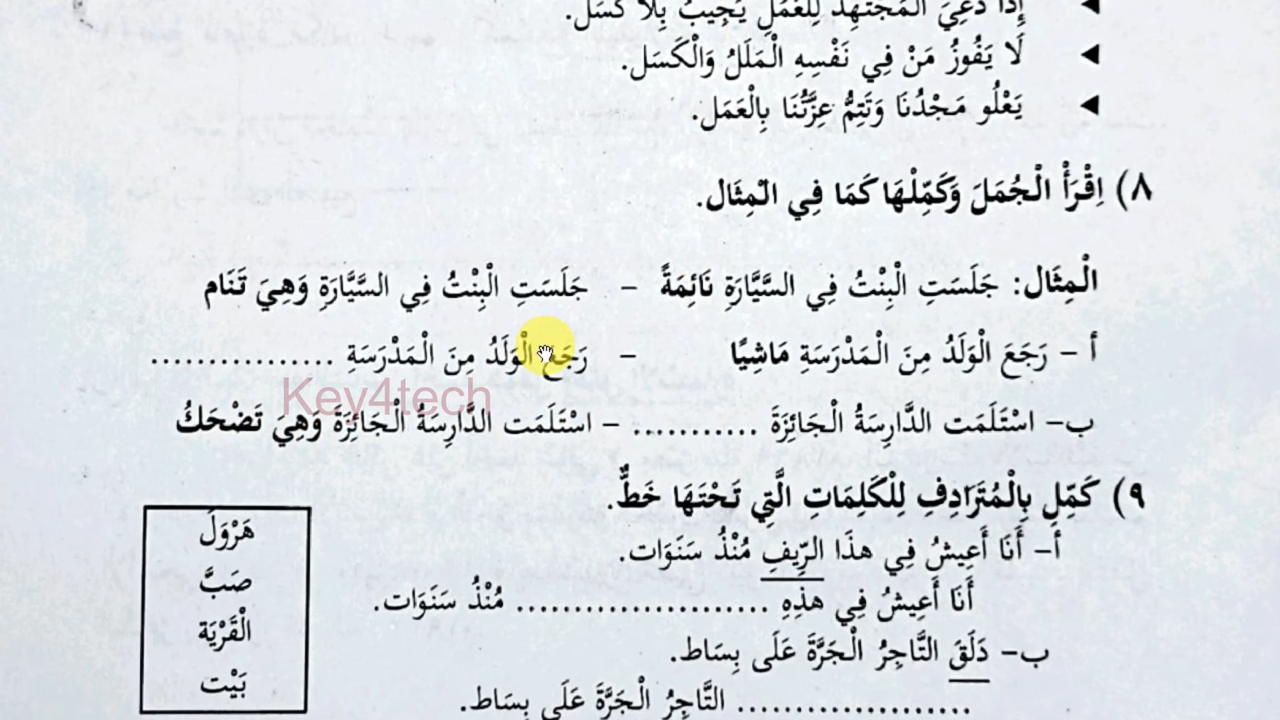 ◄ إِذَا دُعِيَ الْمُجْتَهِدُ لِلْعَمَلِ يُجِيبُ بِلَا كَسَل.
◄ لَا يَفُوزُ مَنْ فِي نَفْسِهِ الْمَلَلُ وَالْكَسَل.
◄ يَعْلُو مَجْدُنَا وَتَتِمُّ عِزَّتُنَا بِالْعَمَل.
٨) اِقْرَأْ الْجُمَلَ وَكَمِّلْهَا كَمَا فِي الْمِثَال.
الْمِثَال: جَلَسَتِ الْبِنْتُ فِي السَّيَّارَةِ نَائِمَةً – جَلَسَتِ الْبِنْتُ فِي السَّيَّارَةِ وَهِيَ تَنَام
أ – رَجَعَ الْوَلَدُ مِنَ الْمَدْرَسَةِ مَاشِيًا – رَجَعَ الْوَلَدُ مِنَ الْمَدْرَسَةِ ................
Key4tech
ب– اسْتَلَمَت الدَّارِسَةُ الْجَائِزَةَ ........... – اسْتَلَمَت الدَّارِسَةُ الْجَائِزَةَ وَهِيَ تَضْحَكُ
٩) كَمِّلِ بِالْمُتَرَادِفِ لِلْكَلِمَاتِ الَّتِي تَحْتَهَا خَطٌّ.
أ– أَنَا أَعِيشُ فِي هذَا الرِّيفِ مُنْذُ سَنَوَات.
أَنَا أَعِيشُ فِي هذِهِ ...................... مُنْذُ سَنَوَات.
ب– دَلَقَ التَّاجِرُ الْجَرَّةَ عَلَى بِسَاط.
..................... التَّاجِرُ الْجَرَّةَ عَلَى بِسَاط.
هَرْوَلَ
صَبَّ
الْقَرْيَة
بَيْت